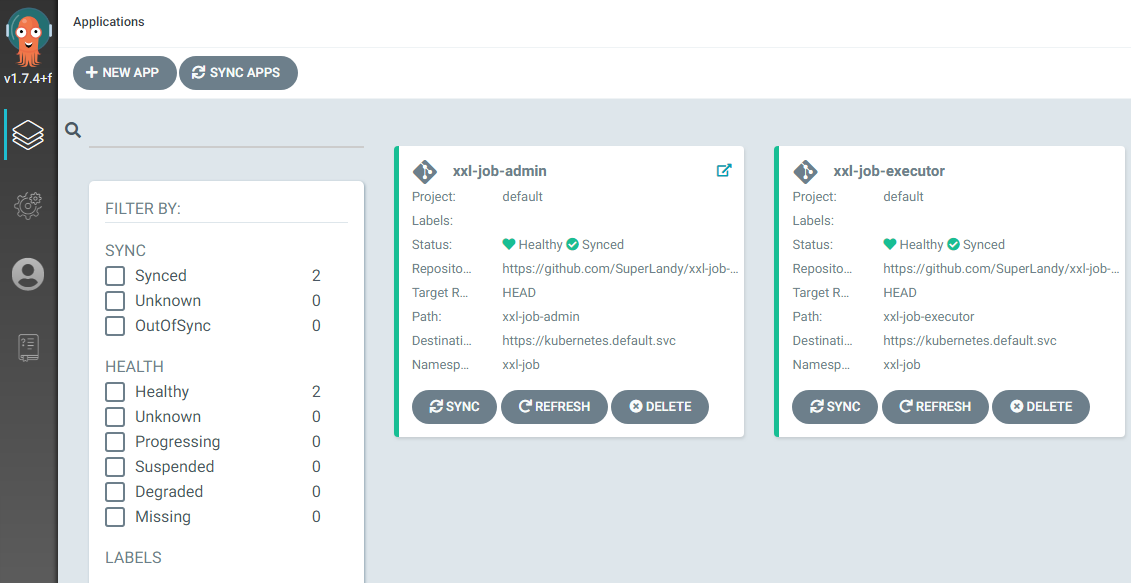 Applications
v1.7.4+f
NEW APP
SYNC APPS
FILTER BY:
SYNC
Synced 2
Unknown 0
OutOfSync 0
HEALTH
Healthy 2
Unknown 0
Progressing 0
Suspended 0
Degraded 0
Missing 0
LABELS
xxl-job-admin
Project: default
Labels:
Status: Healthy Synced
Reposito... https://github.com/SuperLandy/xxl-job-...
Target R... HEAD
Path: xxl-job-admin
Destinati... https://kubernetes.default.svc
Namesp... xxl-job
SYNC REFRESH DELETE
xxl-job-executor
Project: default
Labels:
Status: Healthy Synced
Reposito... https://github.com/SuperLandy/xxl-job-...
Target R... HEAD
Path: xxl-job-executor
Destinati... https://kubernetes.default.svc
Namesp... xxl-job
SYNC REFRESH DELETE